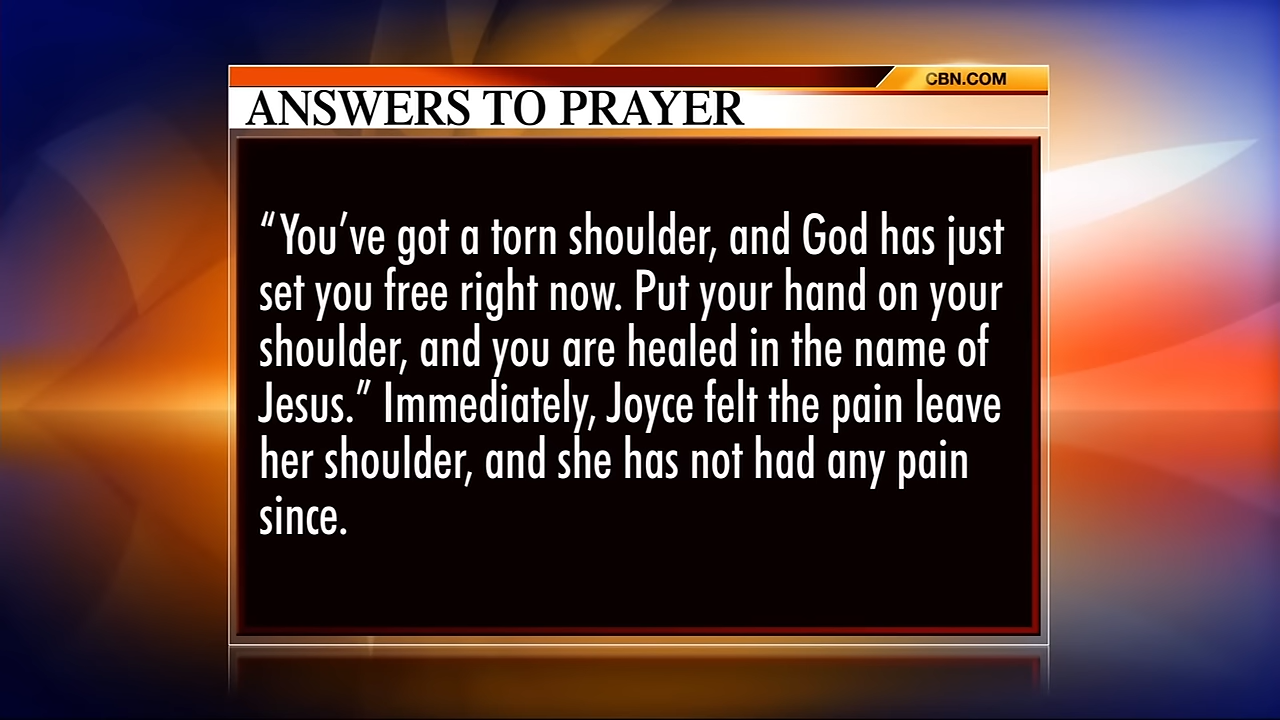 CBN.COM
ANSWERS TO PRAYER
“You’ve got a torn shoulder, and God has just
set you free right now. Put your hand on your
shoulder, and you are healed in the name of
Jesus.” Immediately, Joyce felt the pain leave
her shoulder, and she has not had any pain
since.